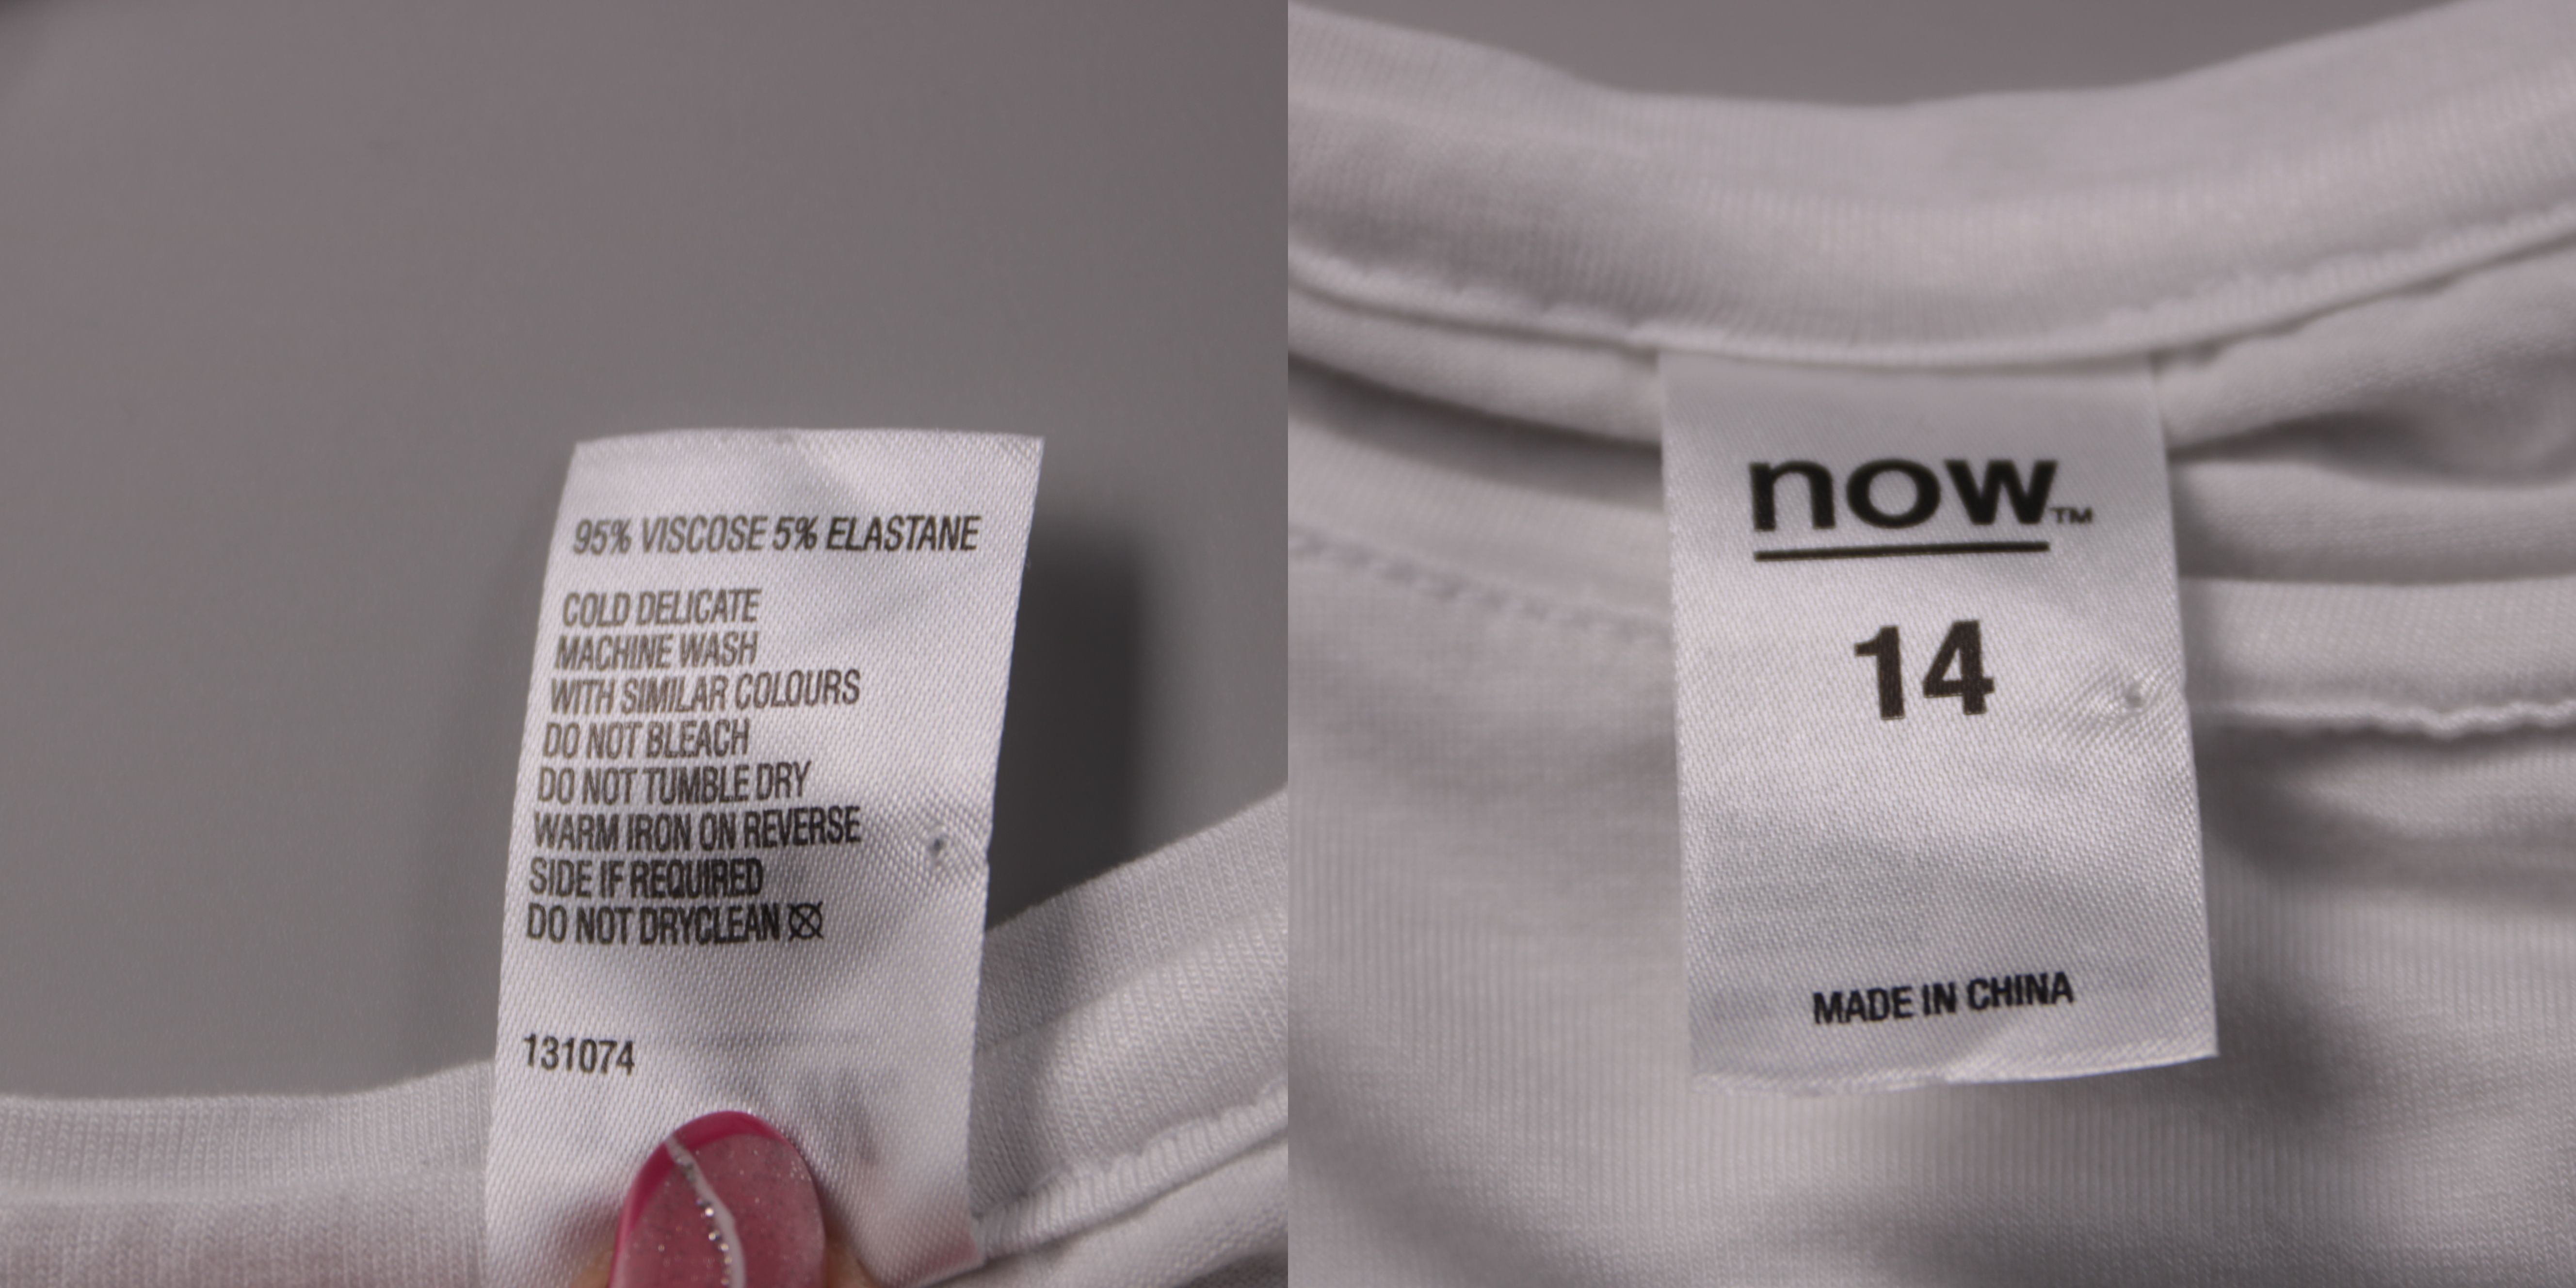 95% VISCOSE 5% ELASTANE
COLD DELICATE
MACHINE WASH
WITH SIMILAR COLOURS
DO NOT BLEACH
DO NOT TUMBLE DRY
WARM IRON ON REVERSE
SIDE IF REQUIRED
DO NOT DRYCLEAN
131074
now™
14
MADE IN CHINA